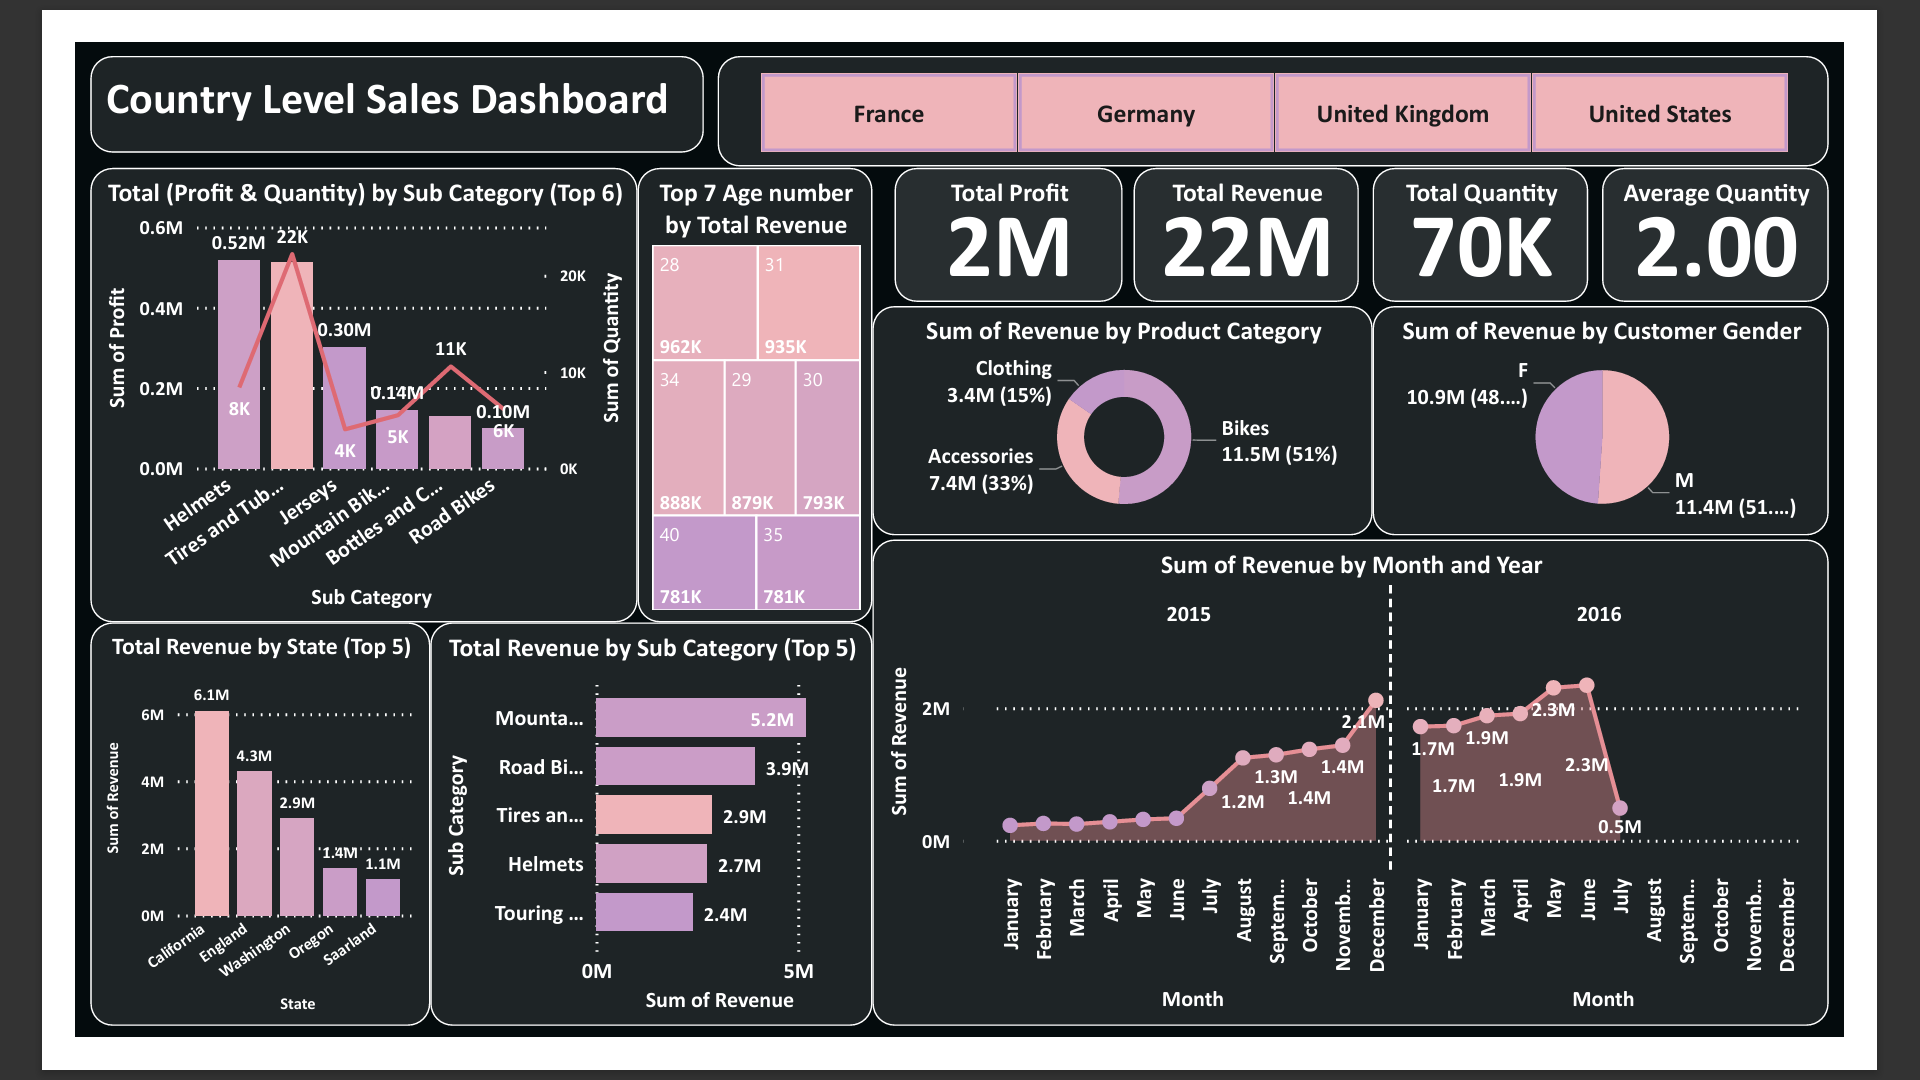 Country Level Sales Dashboard
France
Germany
United Kingdom
United States
Total (Profit & Quantity) by Sub Category (Top 6)
0.6M
0.4M
0.2M
0.0M
Sum of Profit
0.52M
22K
0.30M
11K
0.14M
0.10M
8K
4K
5K
6K
20K
10K
0K
Sum of Quantity
Helmets
Tires and Tub...
Jerseys
Mountain Bik...
Bottles and C...
Road Bikes
Sub Category
Top 7 Age number
by Total Revenue
28
962K
31
935K
34
888K
29
879K
30
793K
40
781K
35
781K
Total Profit
2M
Total Revenue
22M
Total Quantity
70K
Average Quantity
2.00
Sum of Revenue by Product Category
Clothing
3.4M (15%)
Accessories
7.4M (33%)
Bikes
11.5M (51%)
Sum of Revenue by Customer Gender
F
10.9M (48....)
M
11.4M (51....)
Total Revenue by State (Top 5)
Sum of Revenue
6M
4M
2M
0M
6.1M
4.3M
2.9M
1.4M
1.1M
California
England
Washington
Oregon
Saarland
State
Total Revenue by Sub Category (Top 5)
Sub Category
Mounta...
5.2M
Road Bi...
3.9M
Tires an...
2.9M
Helmets
2.7M
Touring ...
2.4M
0M
5M
Sum of Revenue
Sum of Revenue by Month and Year
2015
2016
Sum of Revenue
2M
0M
1.2M
1.3M
1.4M
1.4M
2.1M
1.7M
1.7M
1.9M
1.9M
2.3M
2.3M
0.5M
January
February
March
April
May
June
July
August
Septem...
October
Novemb...
December
January
February
March
April
May
June
July
August
Septem...
October
Novemb...
December
Month
Month